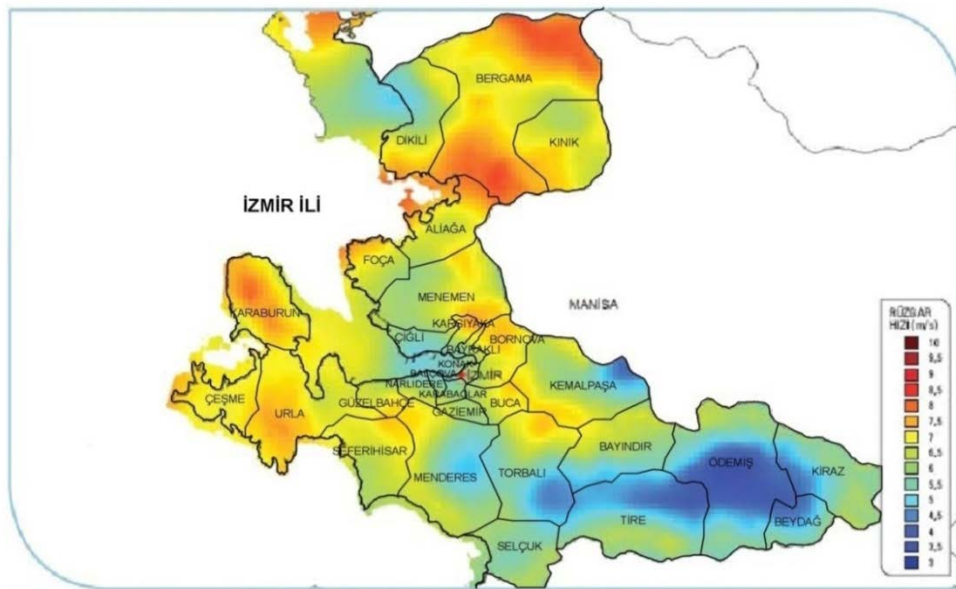 BERGAMA
DİKİLİ
KINIK
İZMİR İLİ
ALİAĞA
FOÇA
MENEMEN
MANİSA
KARABURUN
KARŞIYAKA
ÇİĞLİ
BORNOVA
BAYRAKLI
KONAK
BALÇOVA
İZMİR
KEMALPAŞA
NARLIDERE
KARABAĞLAR
ÇEŞME
URLA
GÜZELBAHÇE
BUCA
GAZİEMİR
SEFERİHİSAR
BAYINDIR
MENDERES
TORBALI
ÖDEMİŞ
KİRAZ
TİRE
BEYDAĞ
SELÇUK
RÜZGAR
HIZI (m/s)
10
9,5
9
8,5
8
7,5
7
6,5
6
5,5
5
4,5
4
3,5
3